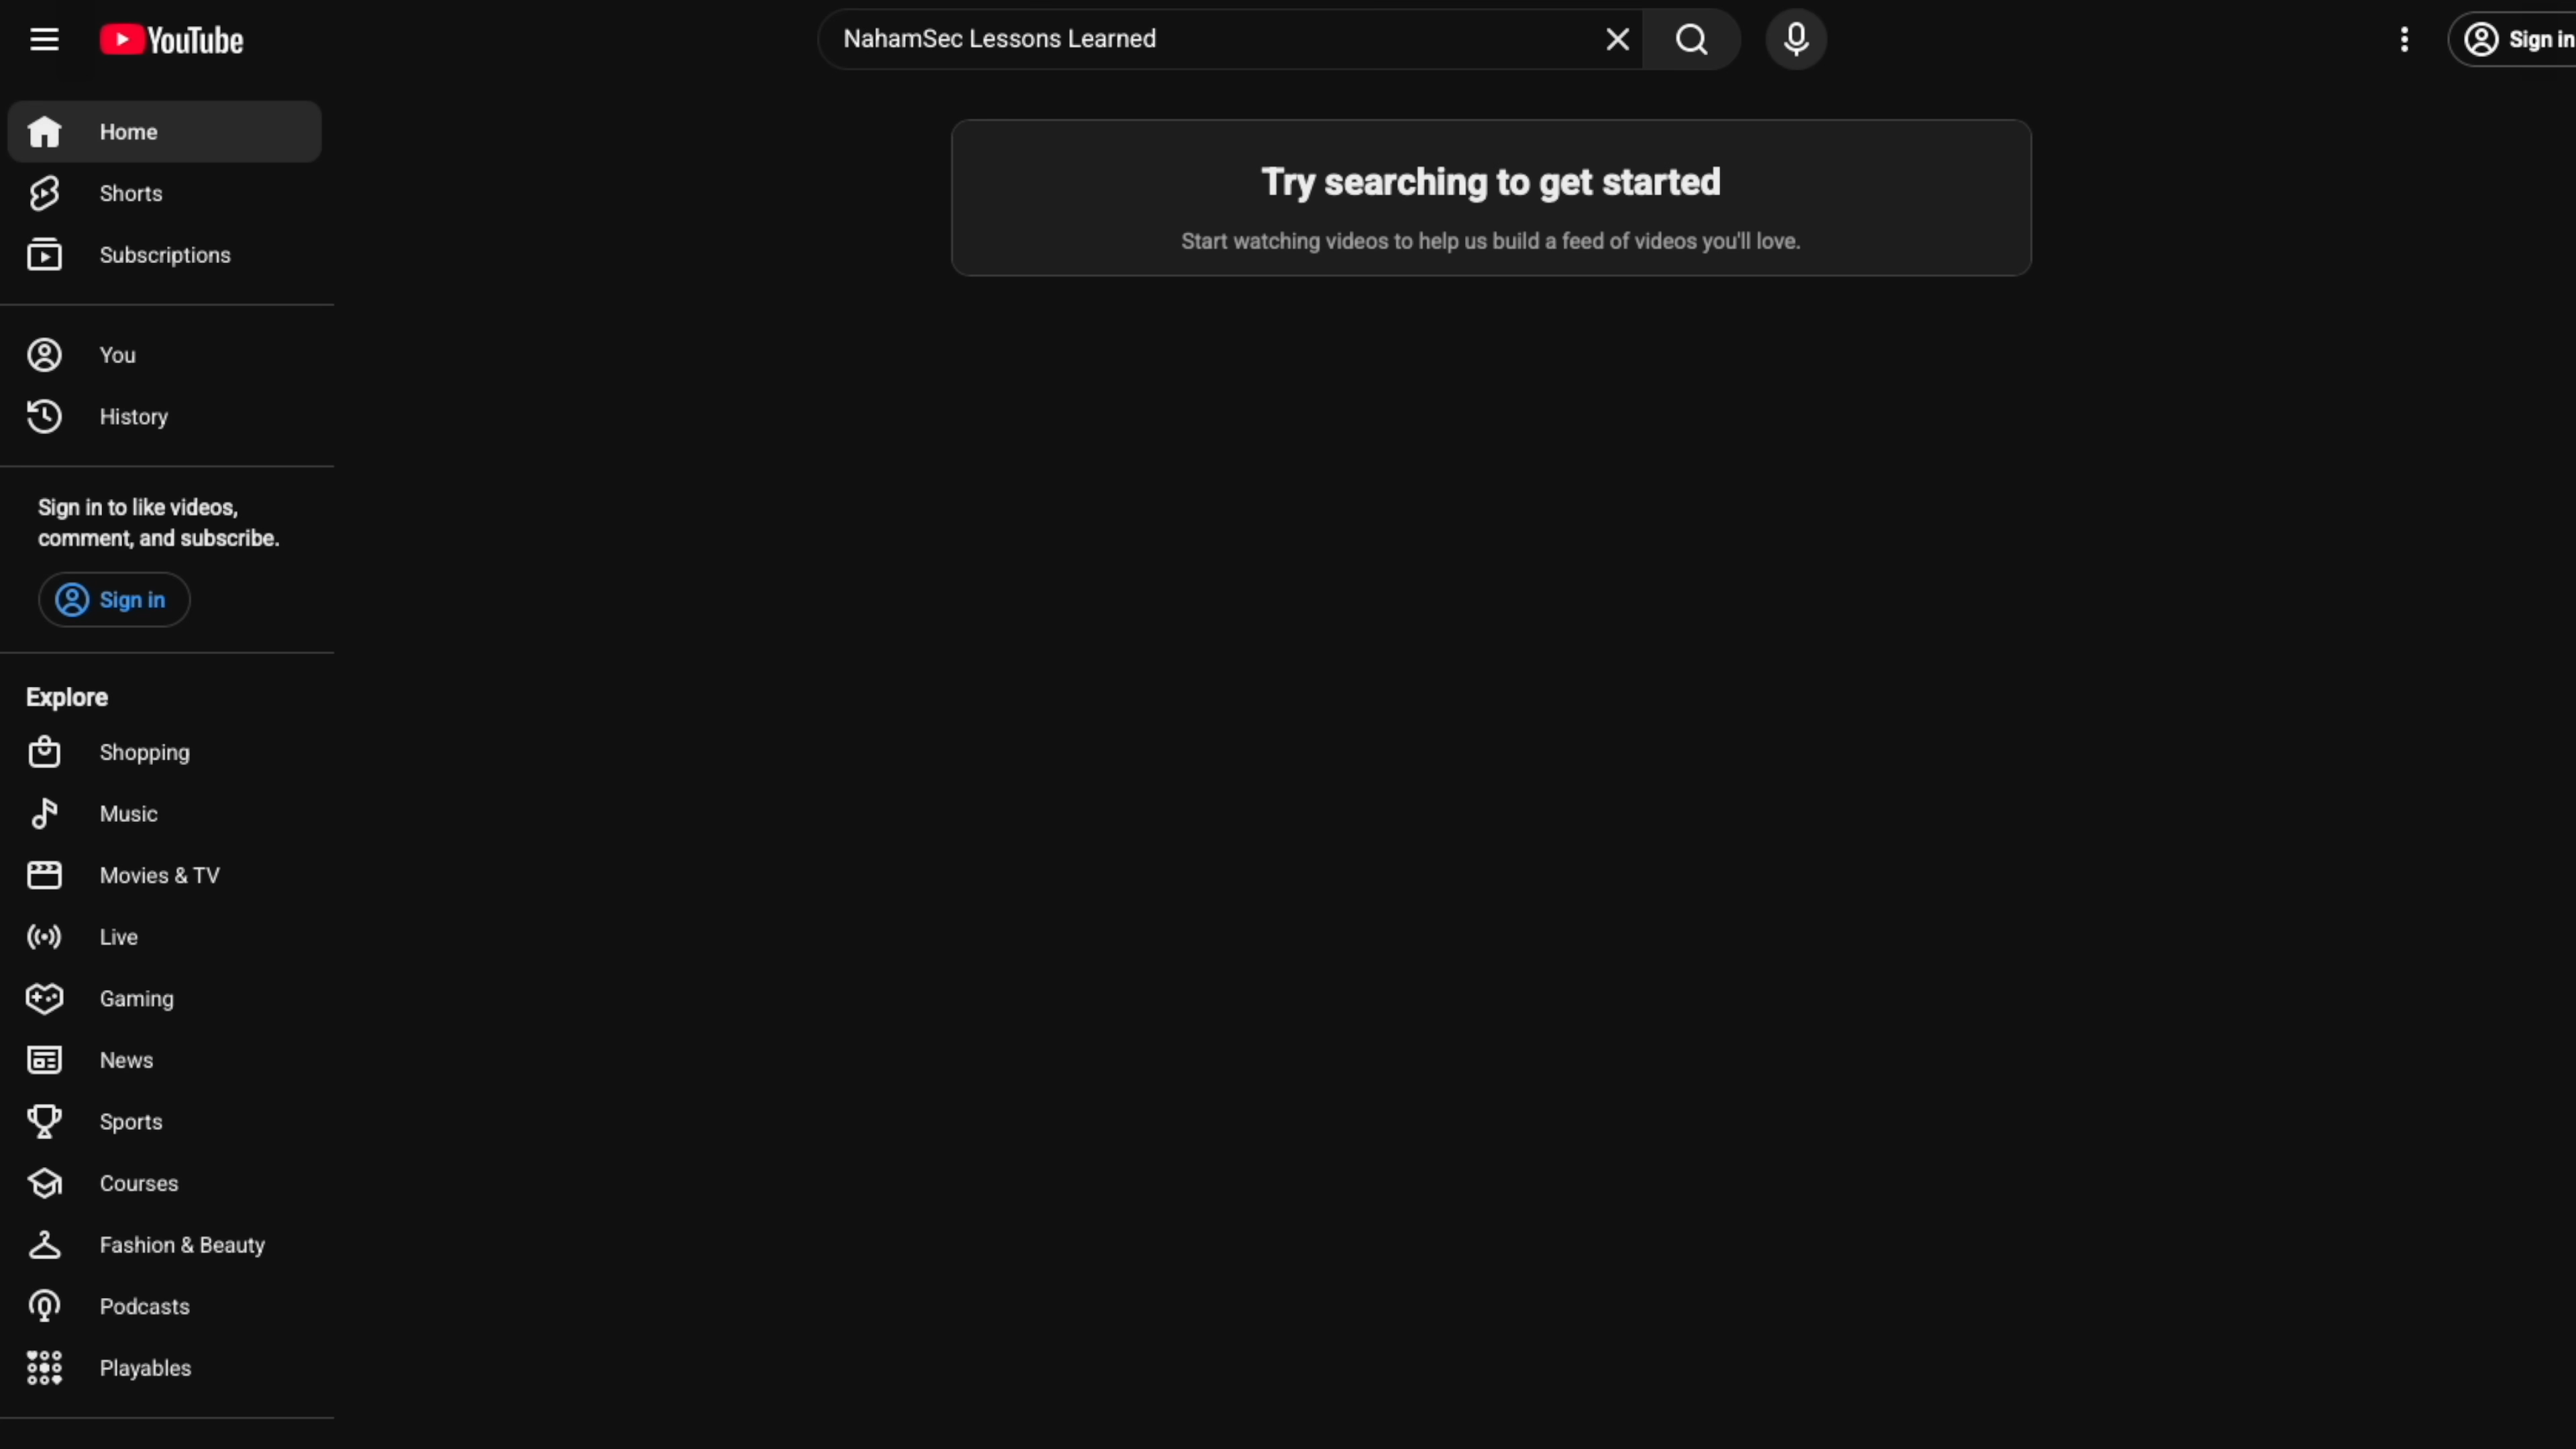 YouTube
NahamSec Lessons Learned
Sign in
Home
Shorts
Subscriptions
You
History
Sign in to like videos,
comment, and subscribe.
Sign in
Explore
Shopping
Music
Movies & TV
Live
Gaming
News
Sports
Courses
Fashion & Beauty
Podcasts
Playables
Try searching to get started
Start watching videos to help us build a feed of videos you'll love.